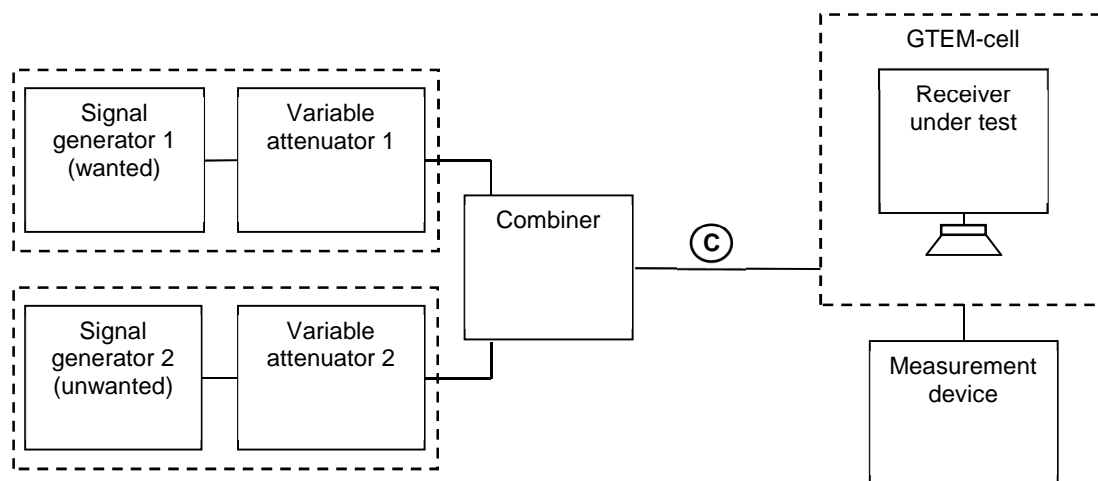 GTEM-cell
Signal
generator 1
(wanted)
Variable
attenuator 1
Receiver
under test
Combiner
C
Signal
generator 2
(unwanted)
Variable
attenuator 2
Measurement
device